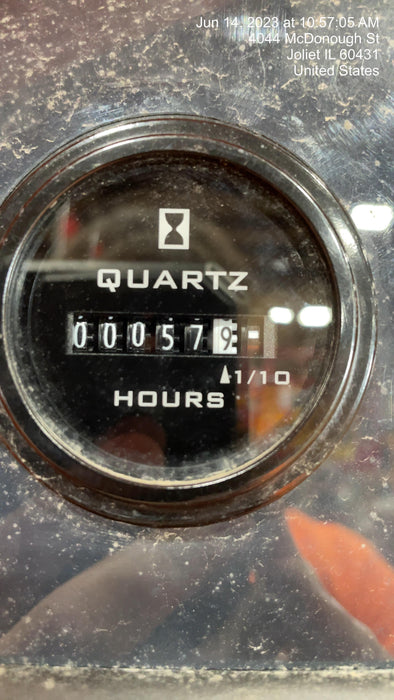 Jun 14, 2023 at 10:57:05 AM
4044 McDonough St
Joliet IL 60431
United States
QUARTZ
000579
1/10
HOURS